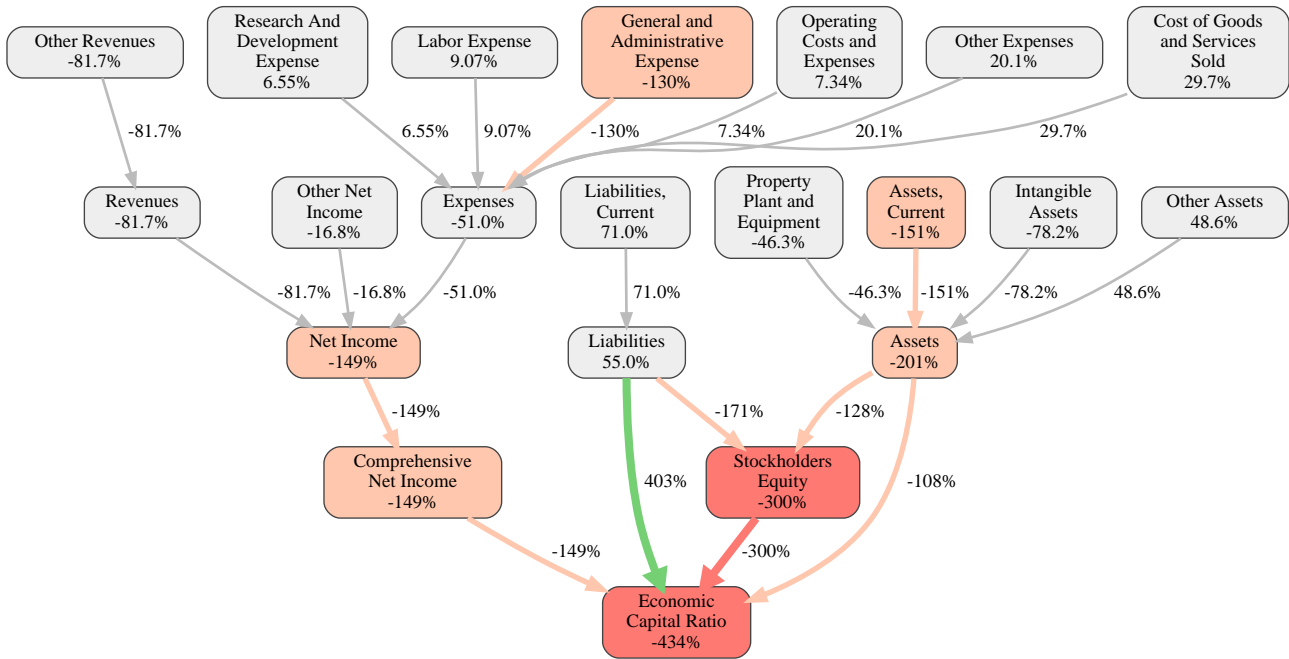 Other Revenues
-81.7%
Research And
Development
Expense
6.55%
Labor Expense
9.07%
General and
Administrative
Expense
-130%
Operating
Costs and
Expenses
7.34%
Other Expenses
20.1%
Cost of Goods
and Services
Sold
29.7%
-81.7%
6.55%
9.07%
-130%
7.34%
20.1%
29.7%
Revenues
-81.7%
Other Net
Income
-16.8%
Expenses
-51.0%
Liabilities,
Current
71.0%
Property
Plant and
Equipment
-46.3%
Assets,
Current
-151%
Intangible
Assets
-78.2%
Other Assets
48.6%
-81.7%
-16.8%
-51.0%
71.0%
-46.3%
-151%
-78.2%
48.6%
Net Income
-149%
Liabilities
55.0%
Assets
-201%
-149%
-171%
-128%
Comprehensive
Net Income
-149%
403%
Stockholders
Equity
-300%
-108%
-149%
-300%
Economic
Capital Ratio
-434%